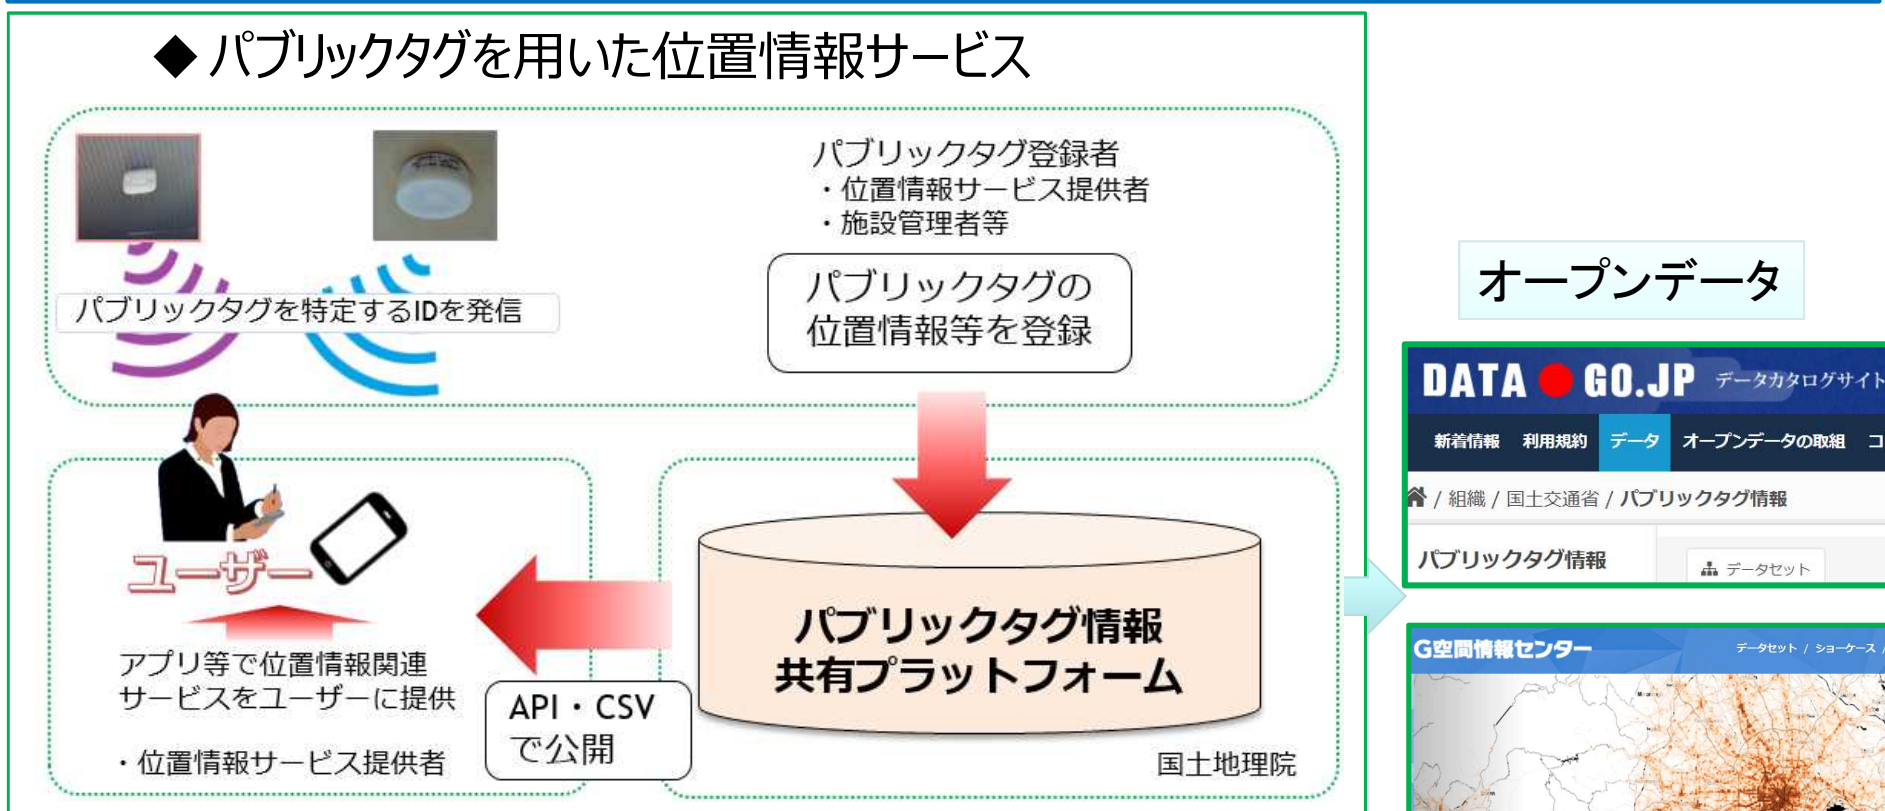 ◆ パブリックタグを用いた位置情報サービス
パブリックタグ登録者
・位置情報サービス提供者
・施設管理者等
パブリックタグを特定するIDを発信
パブリックタグの
位置情報等を登録
ユーザー
アプリ等で位置情報関連
サービスをユーザーに提供
・位置情報サービス提供者
API・CSV
で公開
パブリックタグ情報
共有プラットフォーム
国土地理院
オープンデータ
DATA GO.JP データカタログサイト
新着情報 利用規約 データ オープンデータの取組 コ
/ 組織 / 国土交通省 / パブリックタグ情報
パブリックタグ情報
データセット
G空間情報センター
データセット / ショーケース /